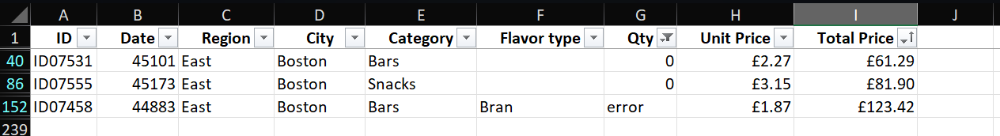 A B C D E F G H I J
1 ID Date Region City Category Flavor type Qty Unit Price Total Price
40 ID07531 45101 East Boston Bars 0 £2.27 £61.29
86 ID07555 45173 East Boston Snacks 0 £3.15 £81.90
152 ID07458 44883 East Boston Bars Bran error £1.87 £123.42
239